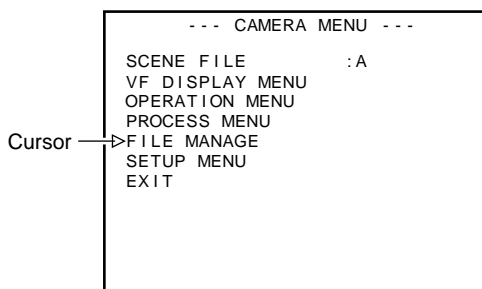 --- CAMERA MENU ---
SCENE FILE :A
VF DISPLAY MENU
OPERATION MENU
PROCESS MENU
Cursor FILE MANAGE
SETUP MENU
EXIT